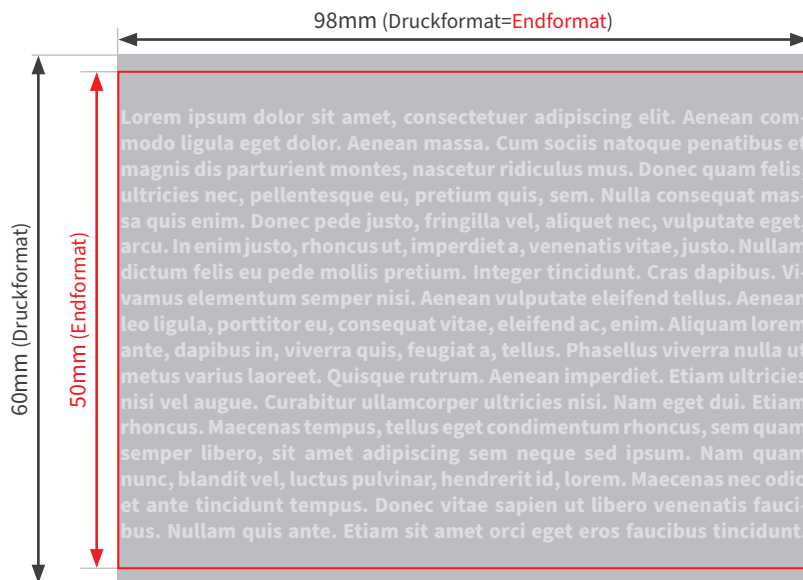 98mm (Druckformat=Endformat)
60mm (Druckformat)
50mm (Endformat)
Lorem ipsum dolor sit amet, consectetuer adipiscing elit. Aenean com-
modo ligula eget dolor. Aenean massa. Cum sociis natoque penatibus et
magnis dis parturient montes, nascetur ridiculus mus. Donec quam felis,
ultricies nec, pellentesque eu, pretium quis, sem. Nulla consequat mas-
sa quis enim. Donec pede justo, fringilla vel, aliquet nec, vulputate eget,
arcu. In enim justo, rhoncus ut, imperdiet a, venenatis vitae, justo. Nullam
dictum felis eu pede mollis pretium. Integer tincidunt. Cras dapibus. Vi-
vamus elementum semper nisi. Aenean vulputate eleifend tellus. Aenean
leo ligula, porttitor eu, consequat vitae, eleifend ac, enim. Aliquam lorem
ante, dapibus in, viverra quis, feugiat a, tellus. Phasellus viverra nulla ut
metus varius laoreet. Quisque rutrum. Aenean imperdiet. Etiam ultricies
nisi vel augue. Curabitur ullamcorper ultricies nisi. Nam eget dui. Etiam
rhoncus. Maecenas tempus, tellus eget condimentum rhoncus, sem quam
semper libero, sit amet adipiscing sem neque sed ipsum. Nam quam
nunc, blandit vel, luctus pulvinar, hendrerit id, lorem. Maecenas nec odio
et ante tincidunt tempus. Donec vitae sapien ut libero venenatis fauci-
bus. Nullam quis ante. Etiam sit amet orci eget eros faucibus tincidunt.